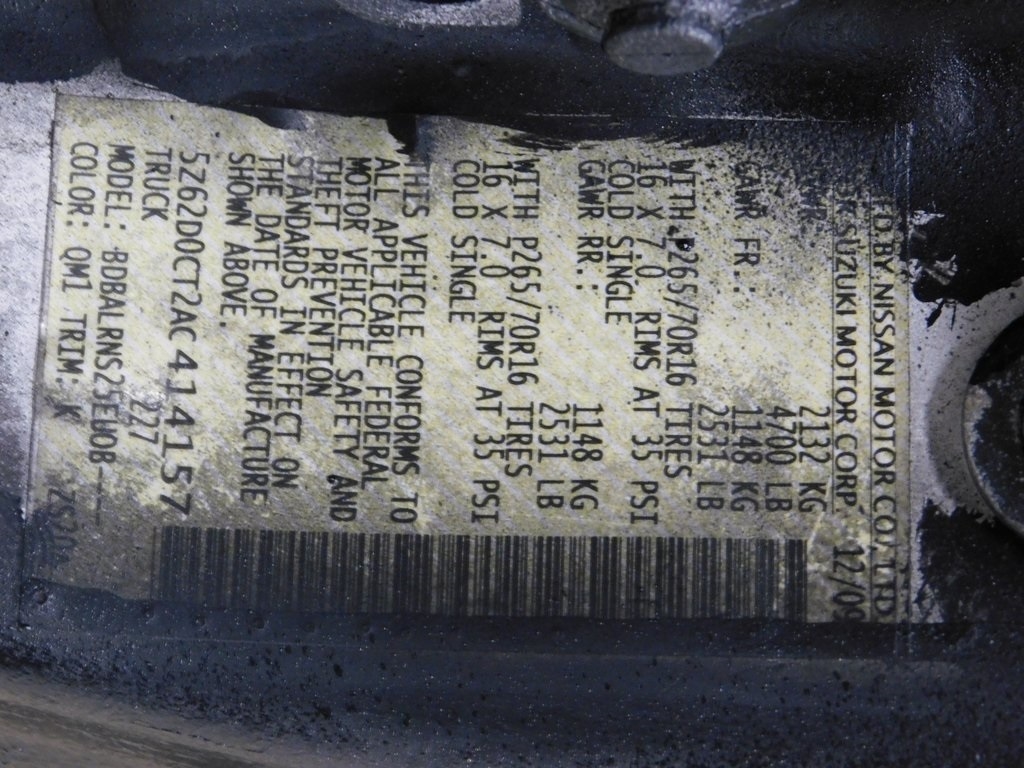 D BY NISSAN MOTOR CO., LTD
SUZUKI MOTOR CORP. 12/09
2132 KG
4700 LB
GAWR FR.: 1148 KG
2531 LB
WITH P265/70R16 TIRES
16 X 7.0 RIMS AT 35 PSI
COLD SINGLE
GAWR RR.: 1148 KG
2531 LB
WITH P265/70R16 TIRES
16 X 7.0 RIMS AT 35 PSI
COLD SINGLE
THIS VEHICLE CONFORMS TO
ALL APPLICABLE FEDERAL
MOTOR VEHICLE SAFETY AND
THEFT PREVENTION
STANDARDS IN EFFECT ON
THE DATE OF MANUFACTURE
SHOWN ABOVE.
5Z62D0CT2AC414157
TRUCK 227
MODEL: BDBALRNS25EW0B----
COLOR: QM1 TRIM: K